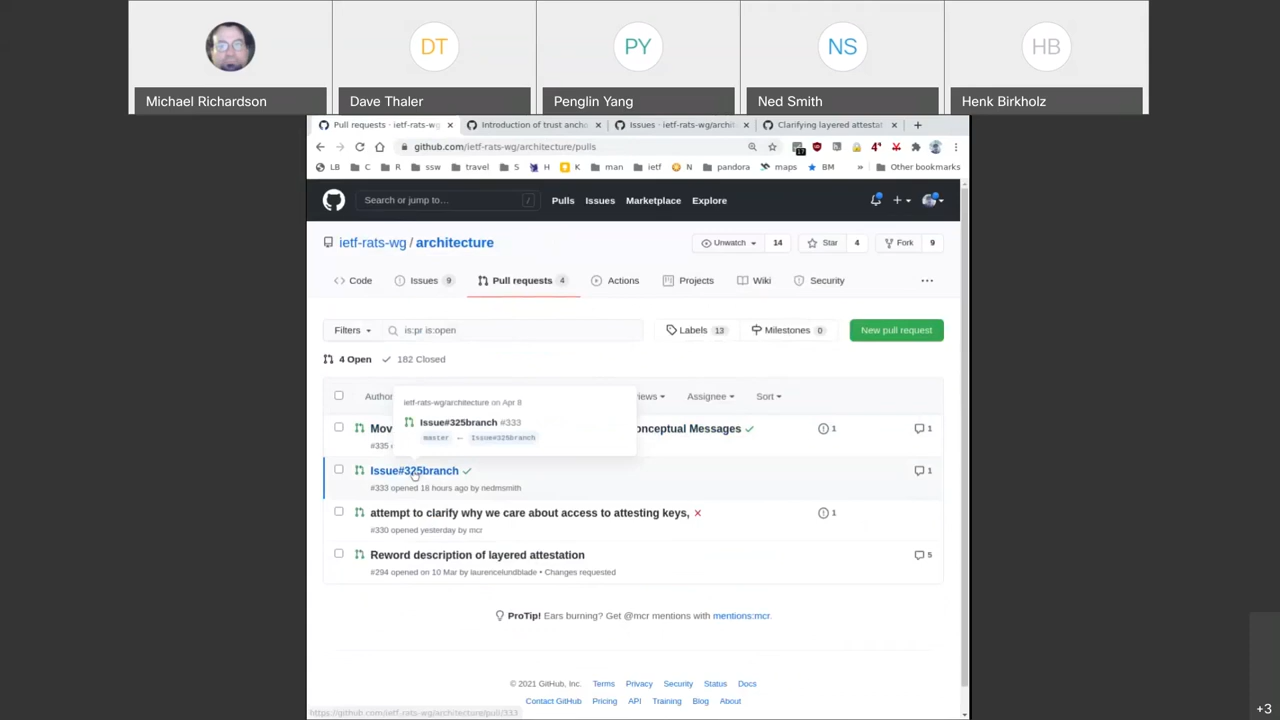 DT
PY
NS
HB
Michael Richardson
Dave Thaler
Penglin Yang
Ned Smith
Henk Birkholz
Pull requests · ietf-rats-wg
Introduction of trust ancho
Issues · ietf-rats-wg/archit
Clarifying layered attestat
github.com/ietf-rats-wg/architecture/pulls
17
LB
C
R
ssw
travel
S
H
K
man
ietf
N
pandora
maps
BM
»
Other bookmarks
Search or jump to…
/
Pulls
Issues
Marketplace
Explore
ietf-rats-wg / architecture
Unwatch
14
Star
4
Fork
9
Code
Issues 9
Pull requests 4
Actions
Projects
Wiki
Security
Filters
is:pr is:open
Labels 13
Milestones 0
New pull request
4 Open
182 Closed
Author
views
Assignee
Sort
ietf-rats-wg/architecture on Apr 8
Issue#325branch #333
master ← Issue#325branch
Mov
onceptual Messages
1
1
#335
Issue#325branch
1
#333 opened 18 hours ago by nedmsmith
attempt to clarify why we care about access to attesting keys,
1
#330 opened yesterday by mcr
Reword description of layered attestation
5
#294 opened on 10 Mar by laurencelundblade • Changes requested
ProTip! Ears burning? Get @mcr mentions with mentions:mcr.
© 2021 GitHub, Inc.
Terms
Privacy
Security
Status
Docs
Contact GitHub
Pricing
API
Training
Blog
About
https://github.com/ietf-rats-wg/architecture/pull/333
+3